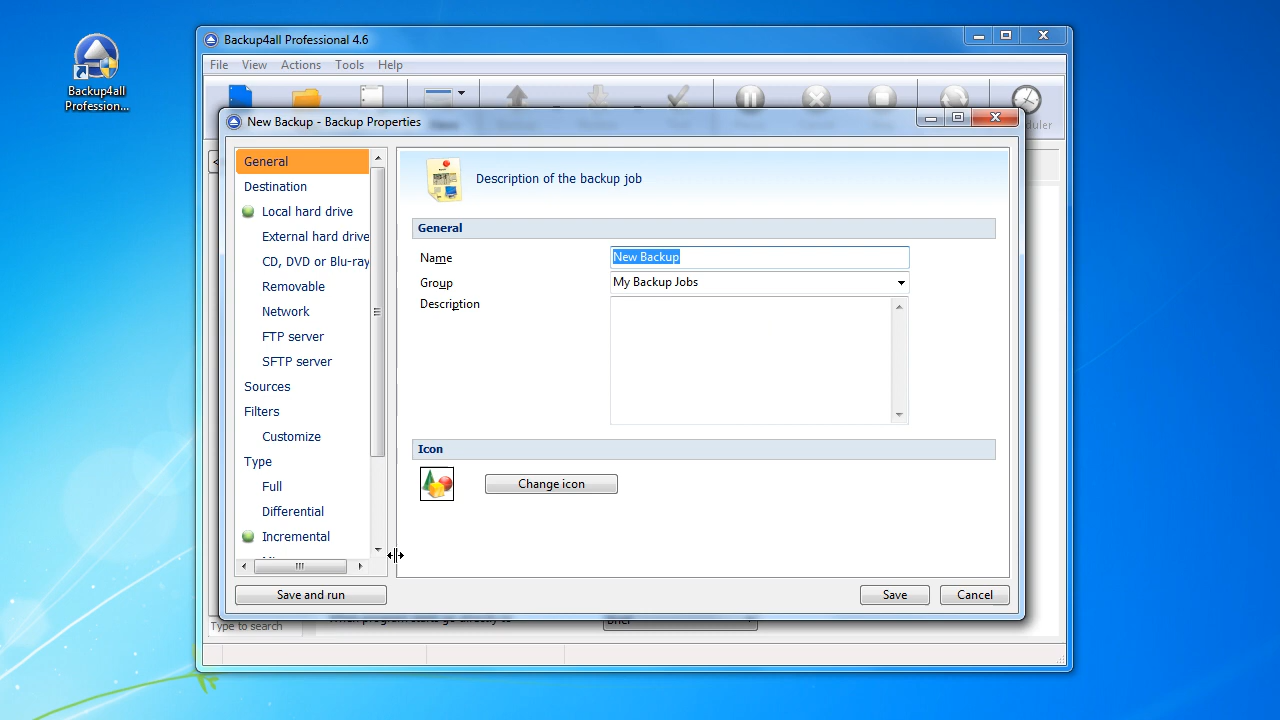 Backup4all
Profession...
Backup4all Professional 4.6
File View Actions Tools Help
New Backup - Backup Properties
General
Destination
Local hard drive
External hard drive
CD, DVD or Blu-ray
Removable
Network
FTP server
SFTP server
Sources
Filters
Customize
Type
Full
Differential
Incremental
Description of the backup job
General
Name
New Backup
Group
My Backup Jobs
Description
Icon
Change icon
Save and run
Save
Cancel
Type to search